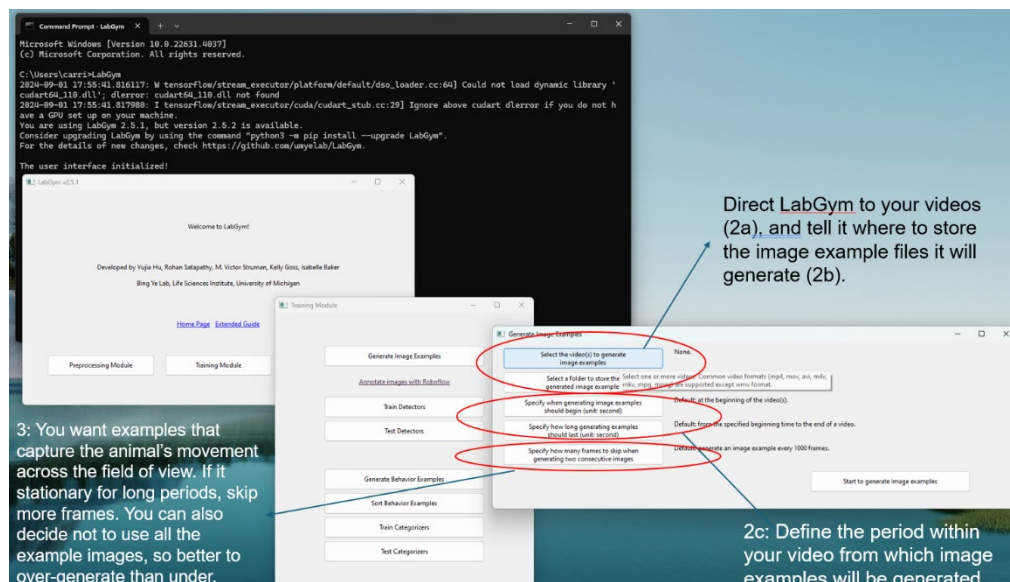 Command Prompt - LabGym
Microsoft Windows [Version 10.0.22631.4037]
(c) Microsoft Corporation. All rights reserved.
C:\Users\carri>LabGym
2024-09-01 17:55:41.816117: W tensorflow/stream_executor/platform/default/dso_loader.cc:64] Could not load dynamic library '
cudart64_110.dll'; dlerror: cudart64_110.dll not found
2024-09-01 17:55:41.817980: I tensorflow/stream_executor/cuda/cudart_stub.cc:29] Ignore above cudart dlerror if you do not h
ave a GPU set up on your machine.
You are using LabGym 2.5.1, but version 2.5.2 is available.
Consider upgrading LabGym by using the command "python3 -m pip install --upgrade LabGym".
For the details of new changes, check https://github.com/umyelab/LabGym.
The user interface initialized!
LabGym v2.5.1
Welcome to LabGym!
Developed by Yujia Hu, Rohan Satapathy, M. Victor Struman, Kelly Goss, Isabelle Baker
Bing Ye Lab, Life Sciences Institute, University of Michigan
Home Page Extended Guide
Preprocessing Module
Training Module
Training Module
Generate Image Examples
Annotate images with Roboflow
Train Detectors
Test Detectors
Generate Behavior Examples
Sort Behavior Examples
Train Categorizers
Test Categorizers
Direct LabGym to your videos
(2a), and tell it where to store
the image example files it will
generate (2b).
Generate Image Examples
Select the video(s) to generate
image examples
None.
Select a folder to store the
generated image example
Select one or more videos. Common video formats (mp4, mov, avi, m4v,
mkv, mpg, mpeg) are supported except wmv format.
Specify when generating image examples
should begin (unit: second)
Default: at the beginning of the video(s).
Specify how long generating examples
should last (unit: second)
Default: from the specified beginning time to the end of a video.
Specify how many frames to skip when
generating two consecutive images
Default: generate an image example every 1000 frames.
Start to generate image examples
3: You want examples that
capture the animal's movement
across the field of view. If it
stationary for long periods, skip
more frames. You can also
decide not to use all the
example images, so better to
over-generate than under.
2c: Define the period within
your video from which image
examples will be generated